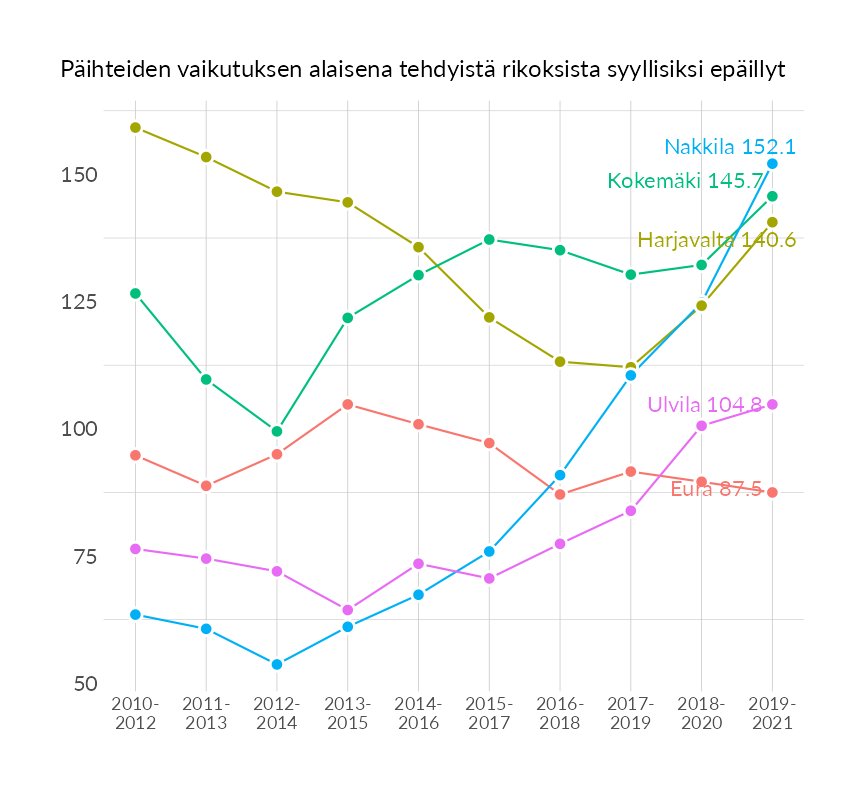 Päihteiden vaikutuksen alaisena tehdyistä rikoksista syyllisiksi epäillyt
Nakkila 152.1
150
Kokemäki 145.7
Harjavalta 140.6
125
Ulvila 104.8
100
Eura 87.5
75
50
2010- 2011- 2012- 2013- 2014- 2015- 2016- 2017- 2018- 2019-
2012 2013 2014 2015 2016 2017 2018 2019 2020 2021